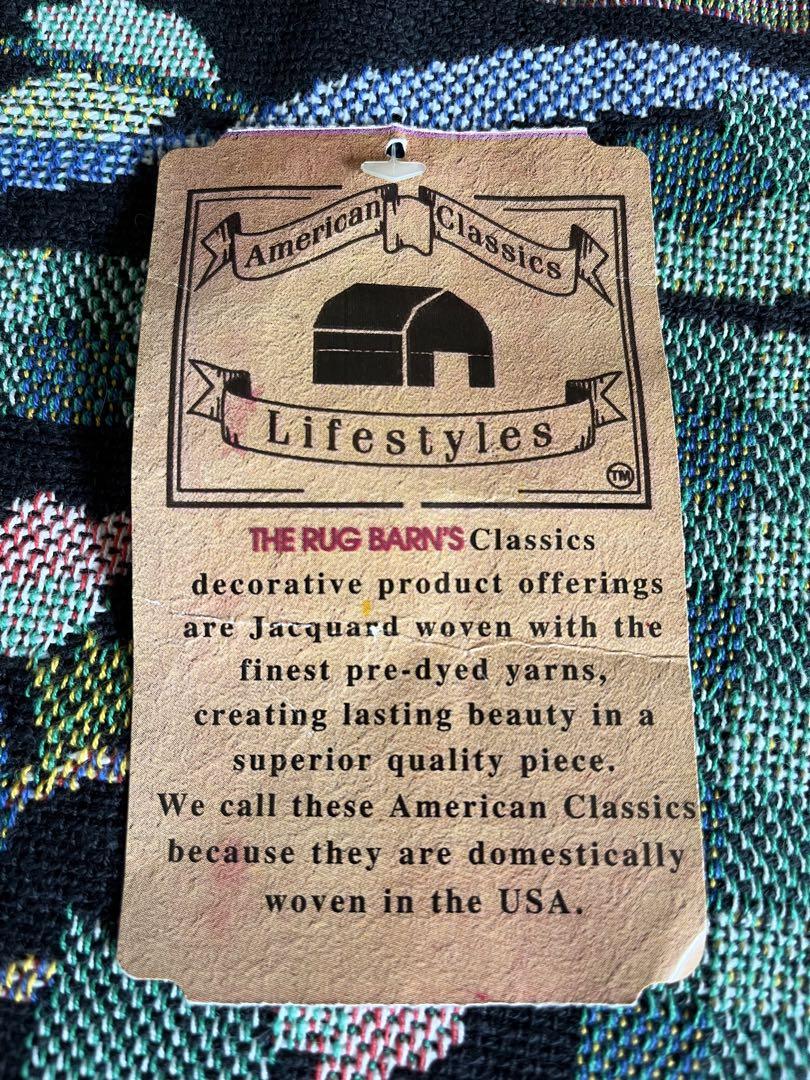 American Classics
Lifestyles
TM
THE RUG BARN'S Classics
decorative product offerings
are Jacquard woven with the
finest pre-dyed yarns,
creating lasting beauty in a
superior quality piece.
We call these American Classics
because they are domestically
woven in the USA.